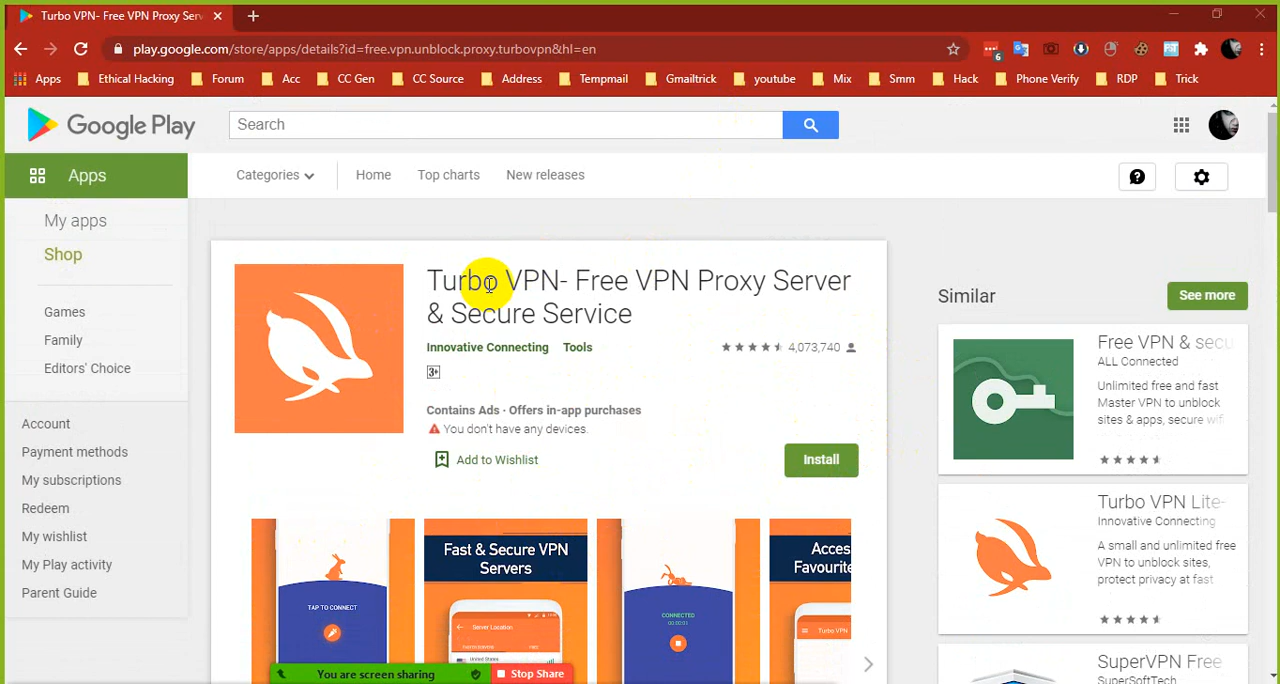 Turbo VPN- Free VPN Proxy Serv
play.google.com/store/apps/details?id=free.vpn.unblock.proxy.turbovpn&hl=en
6
Apps Ethical Hacking Forum Acc CC Gen CC Source Address Tempmail Gmailtrick youtube Mix Smm Hack Phone Verify RDP Trick
Google Play
Search
Apps
Categories Home Top charts New releases
My apps
Shop
Games
Family
Editors' Choice
Account
Payment methods
My subscriptions
Redeem
My wishlist
My Play activity
Parent Guide
Turbo VPN- Free VPN Proxy Server
& Secure Service
Innovative Connecting Tools
4,073,740
3+
Contains Ads · Offers in-app purchases
You don't have any devices.
Add to Wishlist
Install
TAP TO CONNECT
Fast & Secure VPN
Servers
Server Location
United States
CONNECTED
Acces
Favourite
Turbo VPN
Similar
See more
Free VPN & secu
ALL Connected
Unlimited free and fast
Master VPN to unblock
sites & apps, secure wifi
Turbo VPN Lite-
Innovative Connecting
A small and unlimited free
VPN to unblock sites,
protect privacy at fast
SuperVPN Free
SuperSoftTech
You are screen sharing
Stop Share